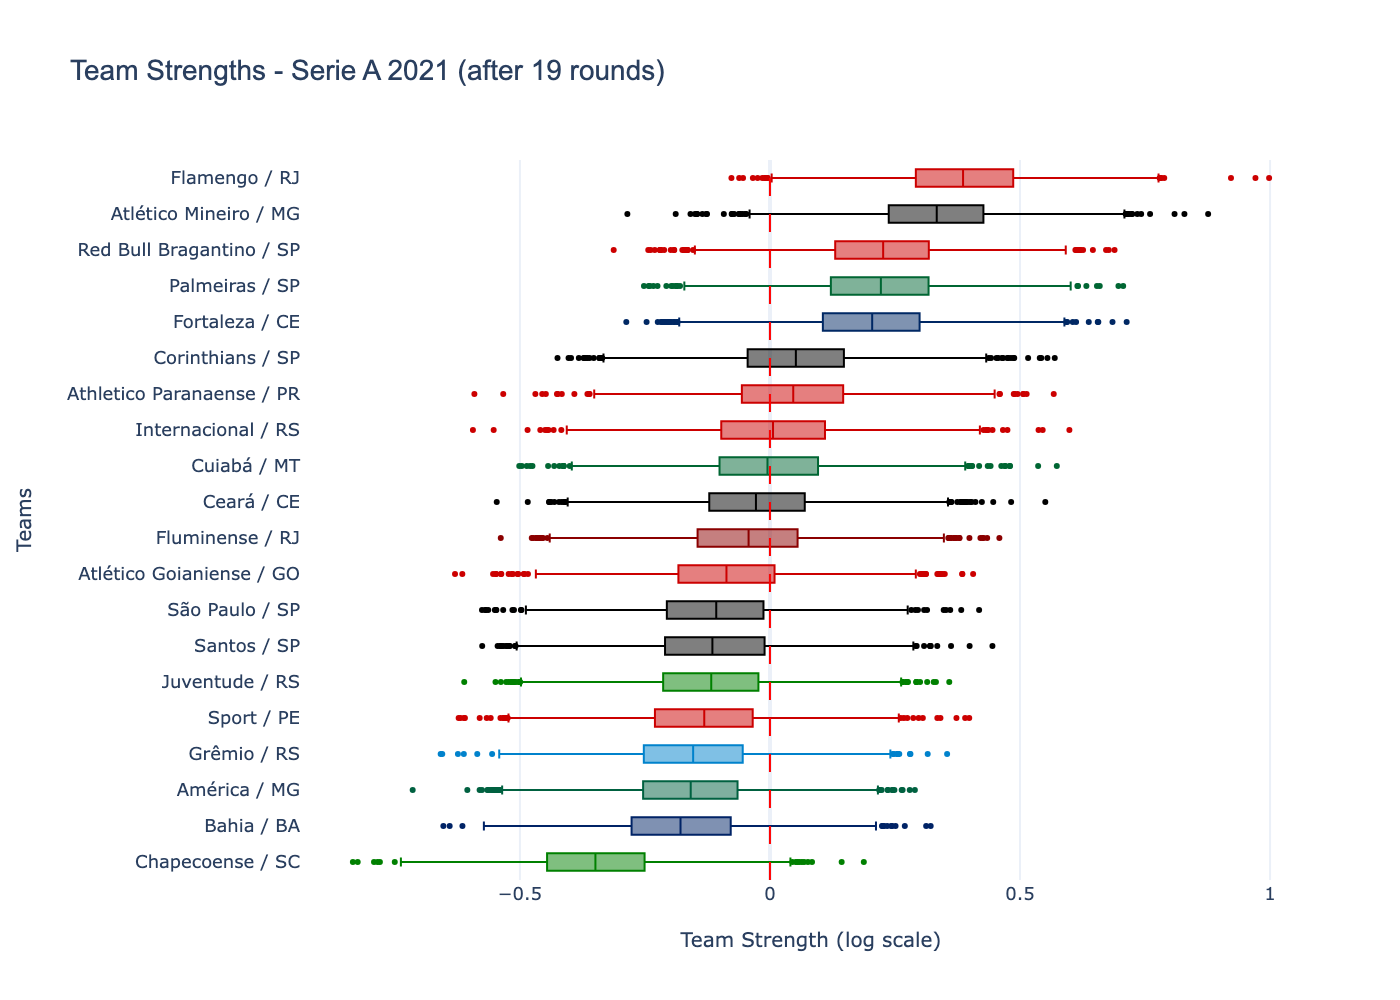 Team Strengths - Serie A 2021 (after 19 rounds)
Flamengo / RJ
Atlético Mineiro / MG
Red Bull Bragantino / SP
Palmeiras / SP
Fortaleza / CE
Corinthians / SP
Athletico Paranaense / PR
Internacional / RS
Cuiabá / MT
Ceará / CE
Fluminense / RJ
Atlético Goianiense / GO
São Paulo / SP
Santos / SP
Juventude / RS
Sport / PE
Grêmio / RS
América / MG
Bahia / BA
Chapecoense / SC
Teams
−0.5 0 0.5 1
Team Strength (log scale)